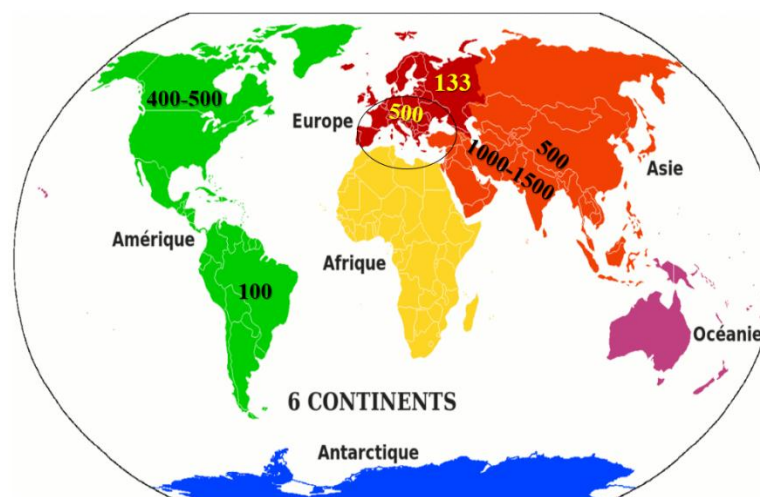 400-500
133
500
Europe
1000-1500
500
Asie
Amérique
Afrique
100
Océanie
6 CONTINENTS
Antarctique